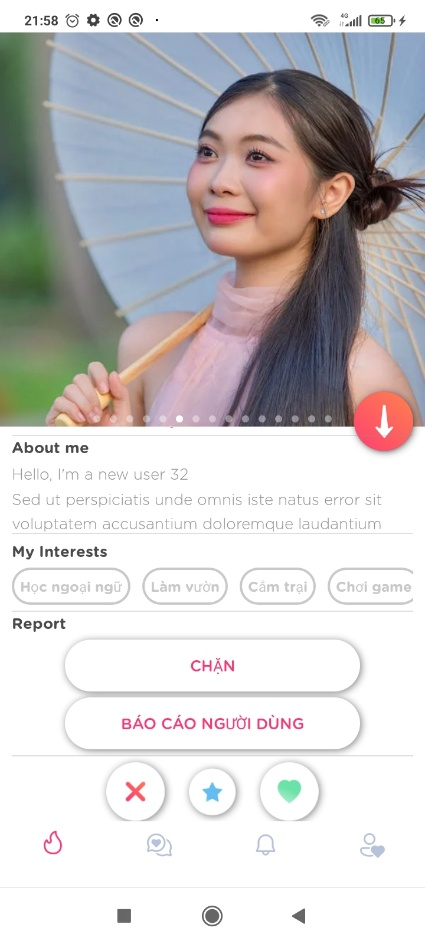 21:58
4G
65
About me
Hello, I'm a new user 32
Sed ut perspiciatis unde omnis iste natus error sit
voluptatem accusantium doloremque laudantium
My Interests
Học ngoại ngữ Làm vườn Cắm trại Chơi game
Report
CHẶN
BÁO CÁO NGƯỜI DÙNG